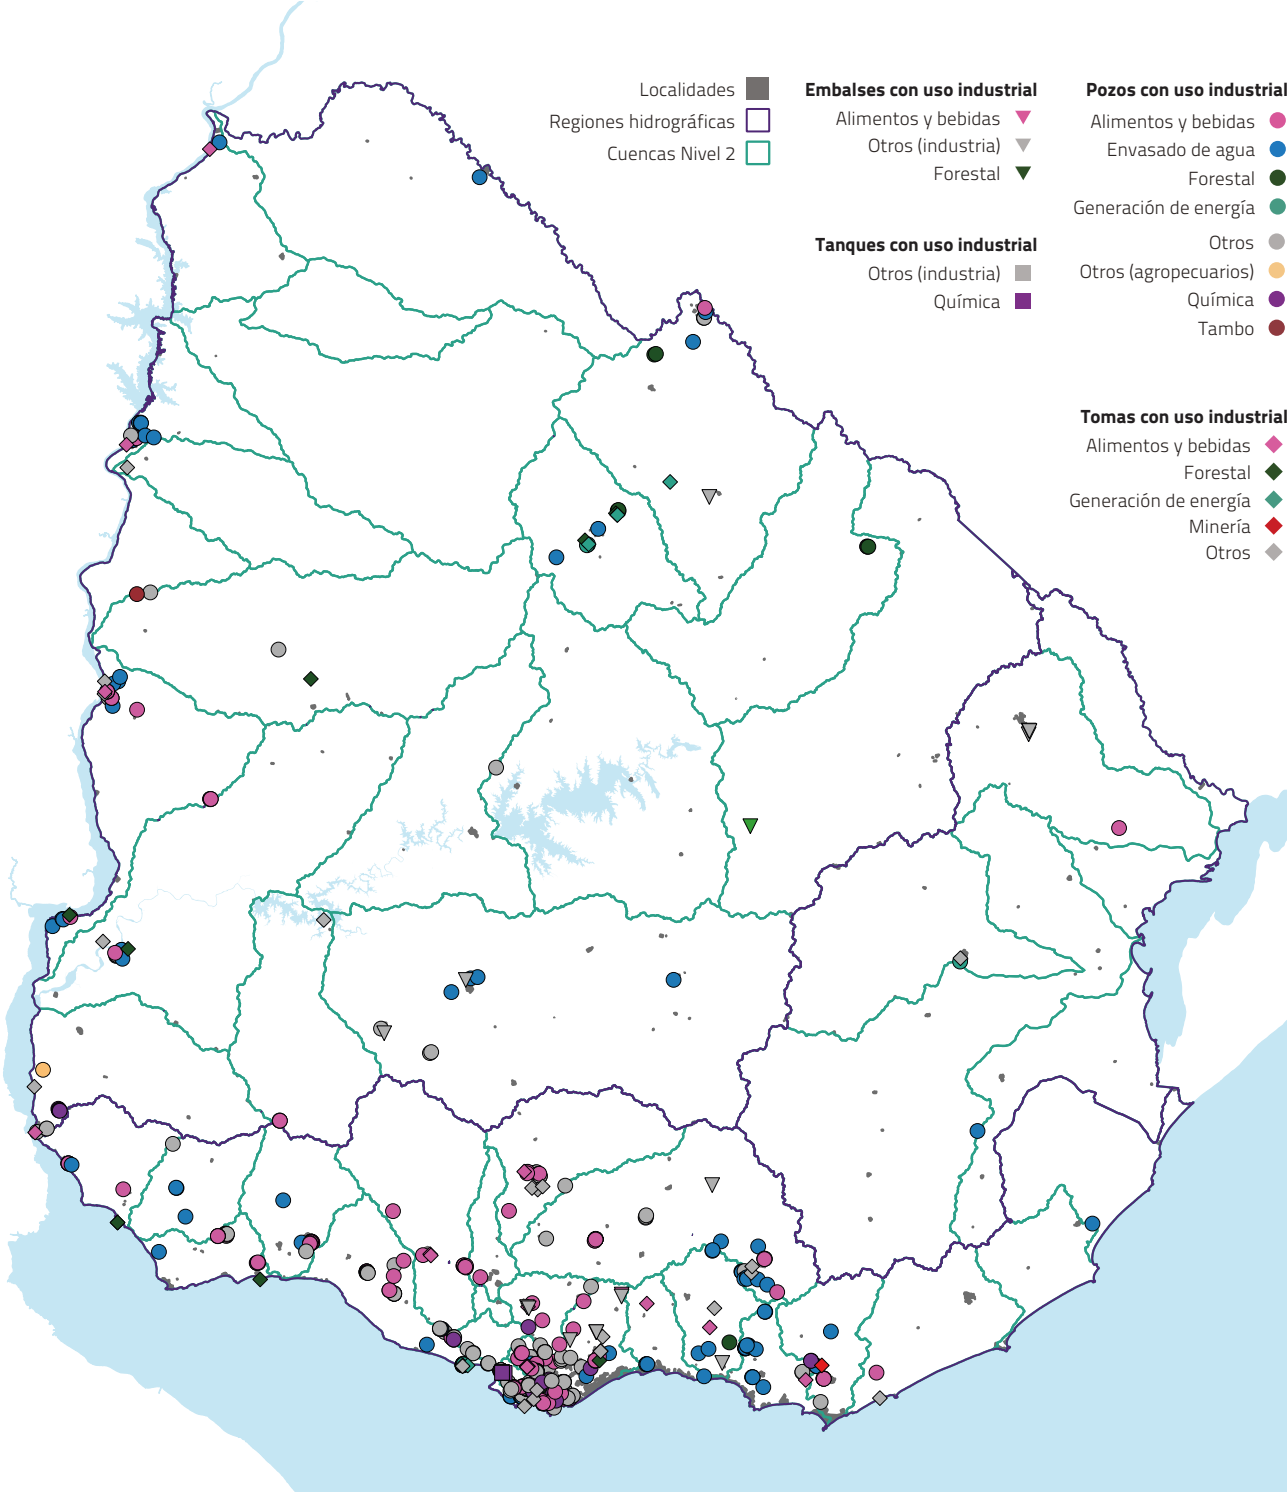 Localidades
Regiones hidrográficas
Cuencas Nivel 2
Embalses con uso industrial
Alimentos y bebidas
Otros (industria)
Forestal
Tanques con uso industrial
Otros (industria)
Química
Pozos con uso industrial
Alimentos y bebidas
Envasado de agua
Forestal
Generación de energía
Otros
Otros (agropecuarios)
Química
Tambo
Tomas con uso industrial
Alimentos y bebidas
Forestal
Generación de energía
Minería
Otros